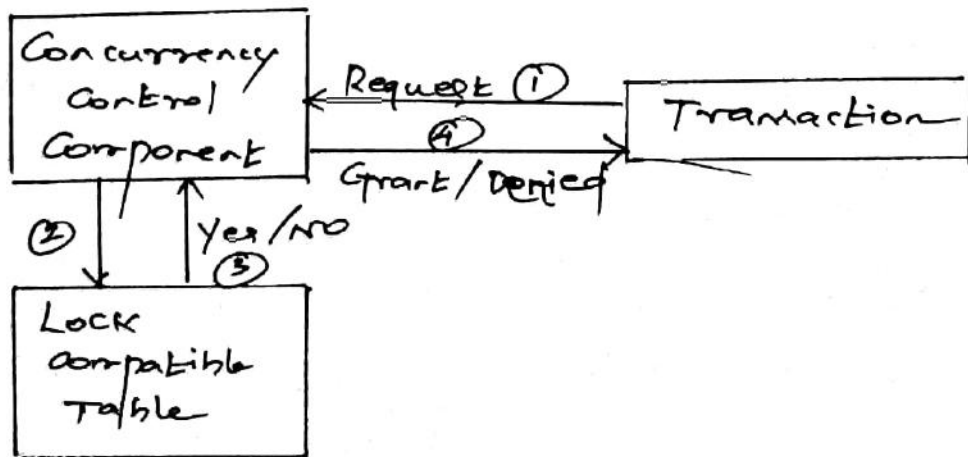 Concurrency
Control
Component
Request ①
Transaction
④
Grant/Denied
②
Yes/No
③
Lock
Compatible
Table